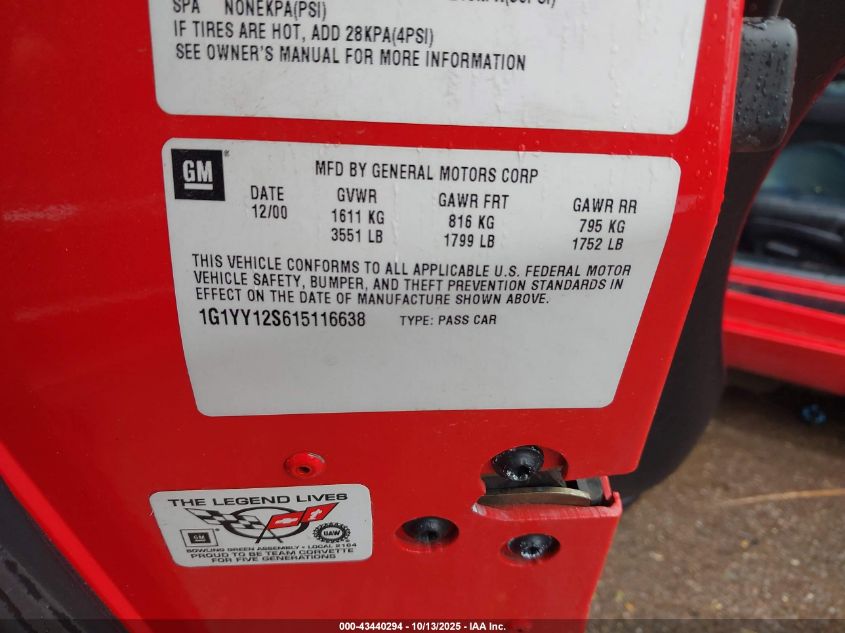 SPA NONEKPA(PSI)
IF TIRES ARE HOT, ADD 28KPA(4PSI)
SEE OWNER'S MANUAL FOR MORE INFORMATION
GM
MFD BY GENERAL MOTORS CORP
DATE GVWR GAWR FRT GAWR RR
12/00 1611 KG 816 KG 795 KG
3551 LB 1799 LB 1752 LB
THIS VEHICLE CONFORMS TO ALL APPLICABLE U.S. FEDERAL MOTOR
VEHICLE SAFETY, BUMPER, AND THEFT PREVENTION STANDARDS IN
EFFECT ON THE DATE OF MANUFACTURE SHOWN ABOVE.
1G1YY12S615116638 TYPE: PASS CAR
THE LEGEND LIVES
GM UAW
BOWLING GREEN ASSEMBLY • LOCAL 2164
PROUD TO BE TEAM CORVETTE
FOR FIVE GENERATIONS
000-43440294 - 10/13/2025 - IAA Inc.